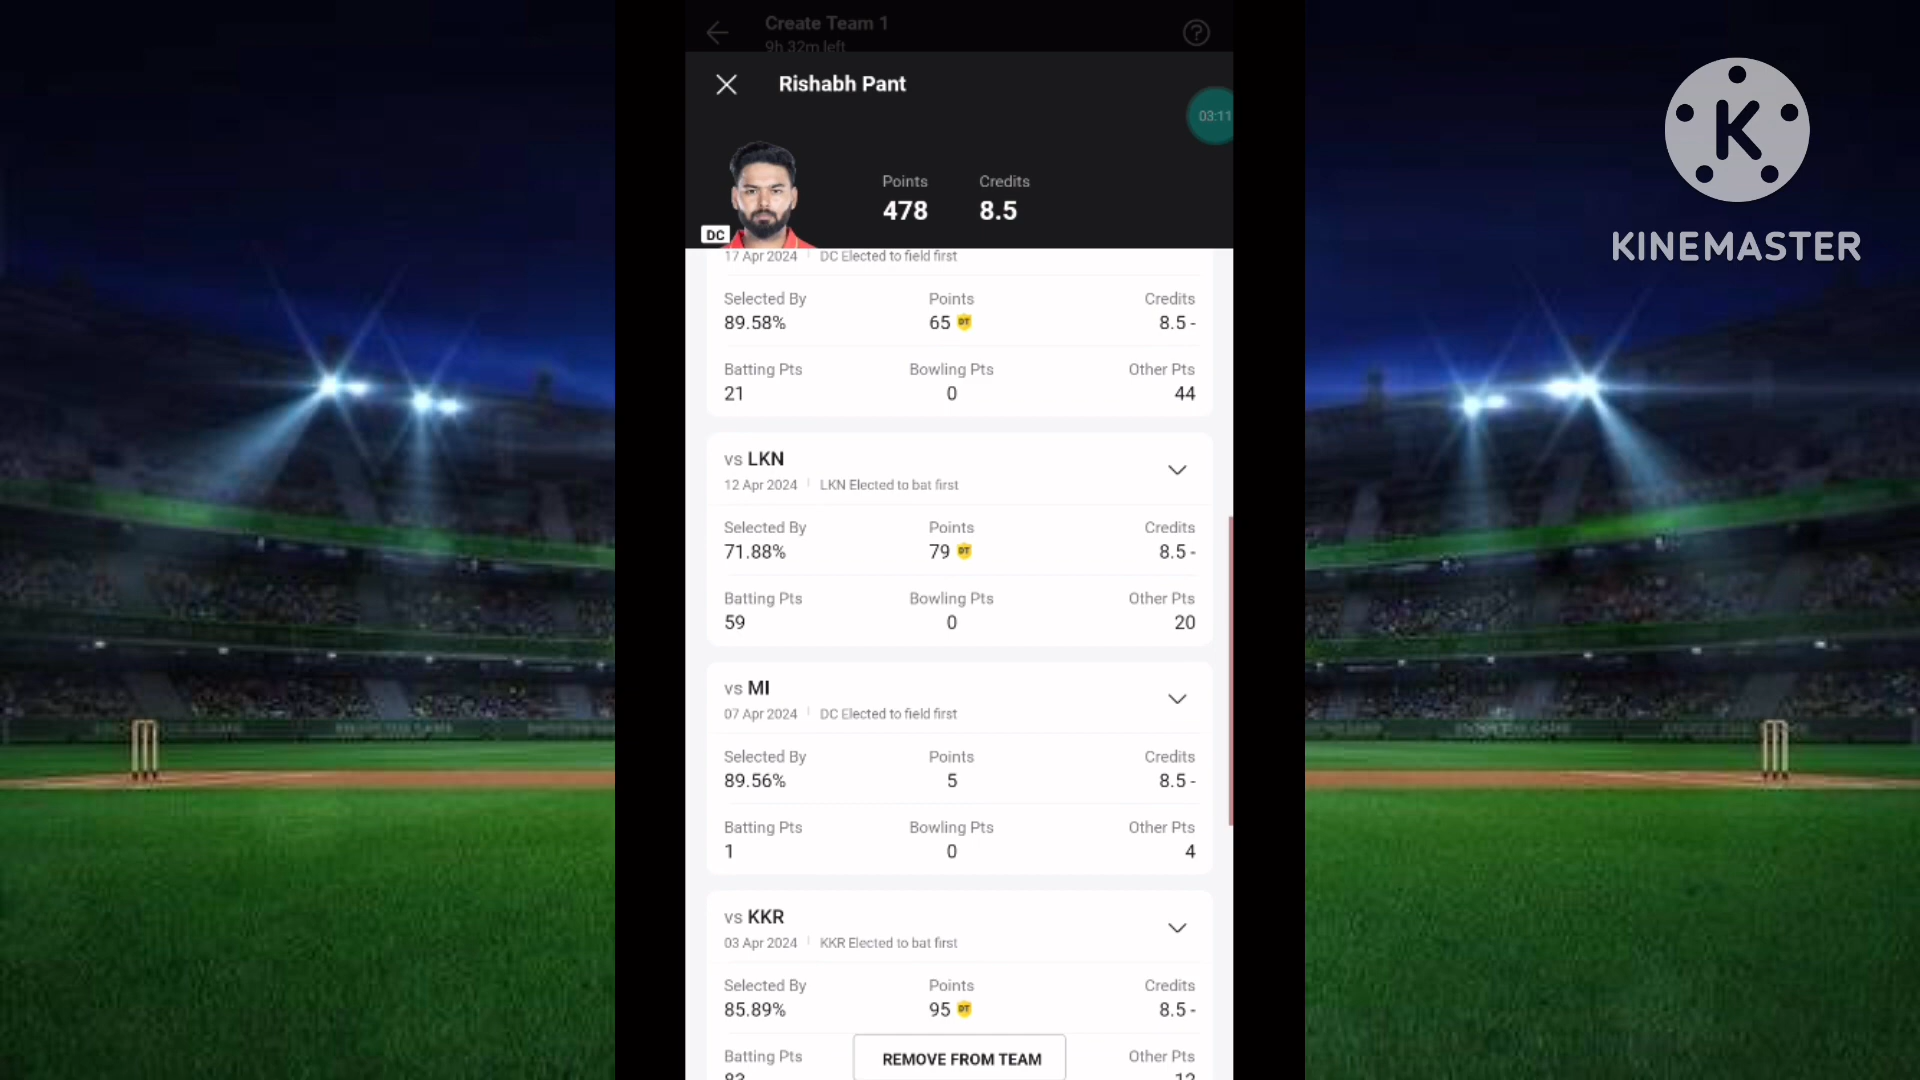 Create Team 1
9h 32m left
Rishabh Pant
03:11
Points Credits
478 8.5
DC
17 Apr 2024 DC Elected to field first
Selected By Points Credits
89.58% 65 DT 8.5 -
Batting Pts Bowling Pts Other Pts
21 0 44
vs LKN
12 Apr 2024 LKN Elected to bat first
Selected By Points Credits
71.88% 79 DT 8.5 -
Batting Pts Bowling Pts Other Pts
59 0 20
vs MI
07 Apr 2024 DC Elected to field first
Selected By Points Credits
89.56% 5 8.5 -
Batting Pts Bowling Pts Other Pts
1 0 4
vs KKR
03 Apr 2024 KKR Elected to bat first
Selected By Points Credits
85.89% 95 DT 8.5 -
Batting Pts REMOVE FROM TEAM Other Pts
K
KINEMASTER